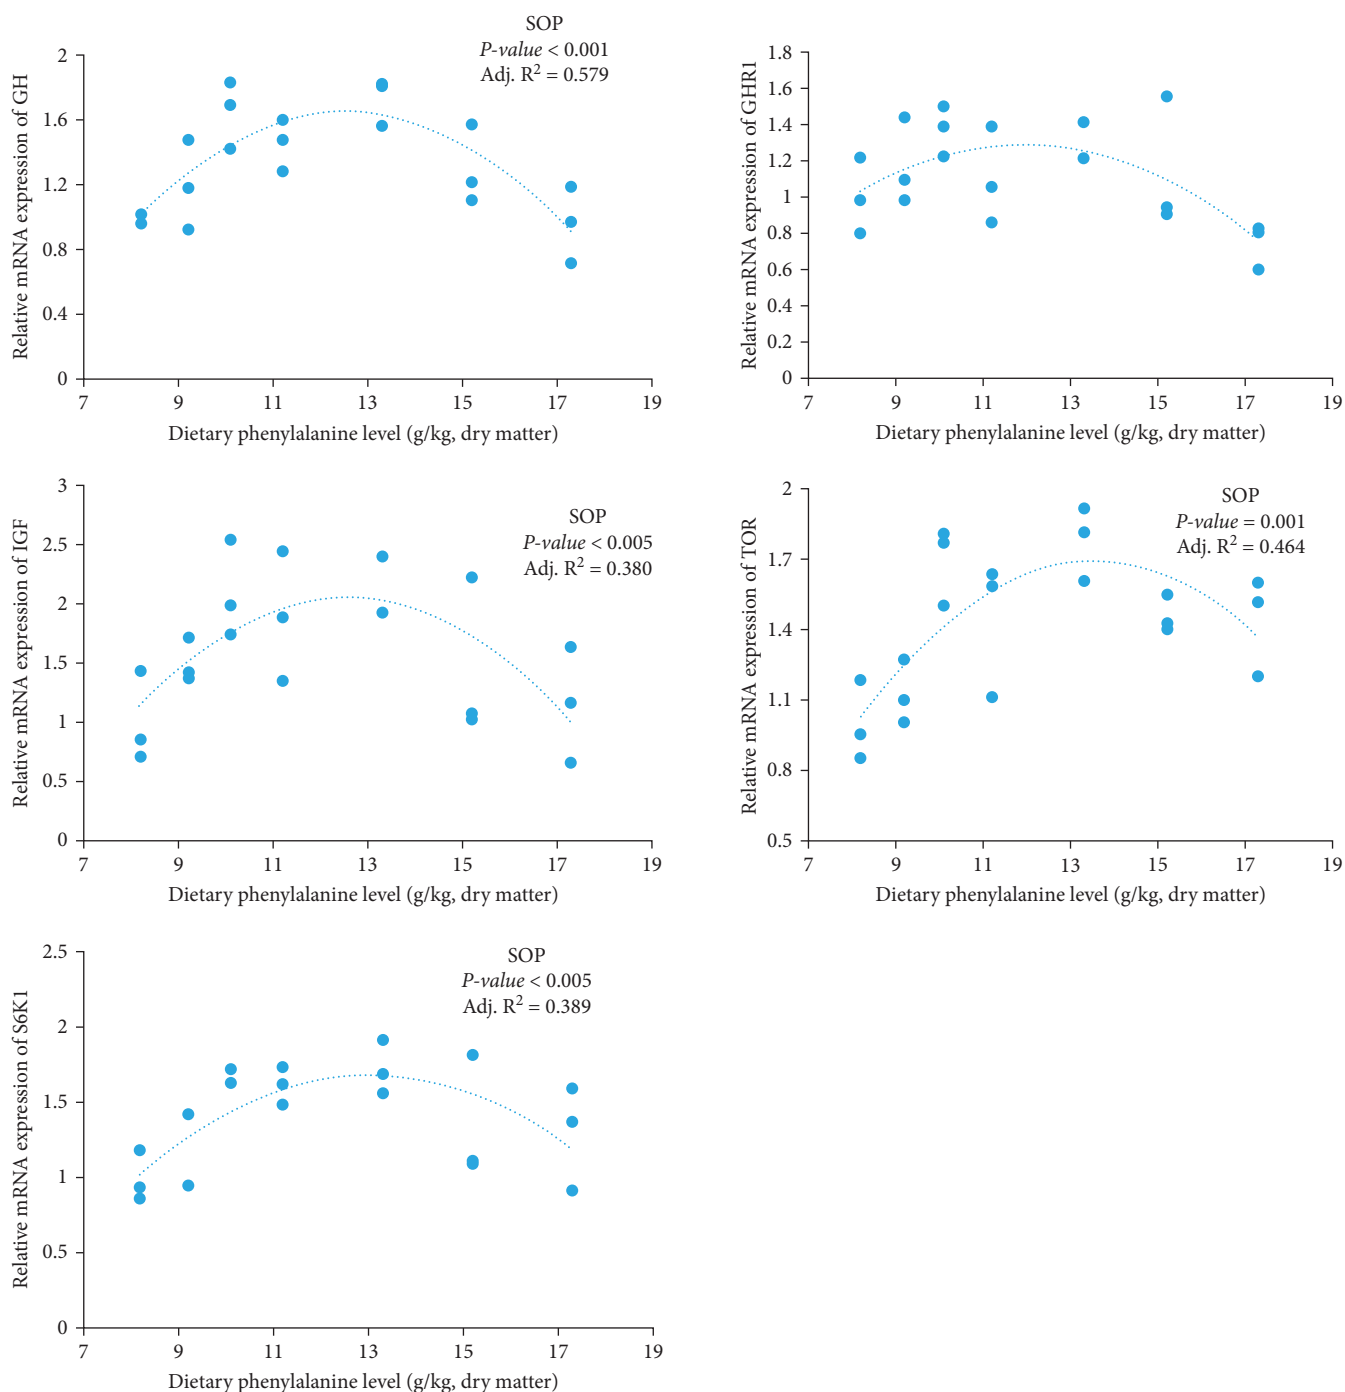 SOP
P-value < 0.001
Adj. R² = 0.579
Relative mRNA expression of GH
2
1.6
1.2
0.8
0.4
0
7 9 11 13 15 17 19
Dietary phenylalanine level (g/kg, dry matter)
Relative mRNA expression of GHR1
1.8
1.6
1.4
1.2
1
0.8
0.6
0.4
0.2
0
7 9 11 13 15 17 19
Dietary phenylalanine level (g/kg, dry matter)
SOP
P-value < 0.005
Adj. R² = 0.380
Relative mRNA expression of IGF
3
2.5
2
1.5
1
0.5
0
7 9 11 13 15 17 19
Dietary phenylalanine level (g/kg, dry matter)
SOP
P-value = 0.001
Adj. R² = 0.464
Relative mRNA expression of TOR
2
1.7
1.4
1.1
0.8
0.5
7 9 11 13 15 17 19
Dietary phenylalanine level (g/kg, dry matter)
SOP
P-value < 0.005
Adj. R² = 0.389
Relative mRNA expression of S6K1
2.5
2
1.5
1
0.5
0
7 9 11 13 15 17 19
Dietary phenylalanine level (g/kg, dry matter)